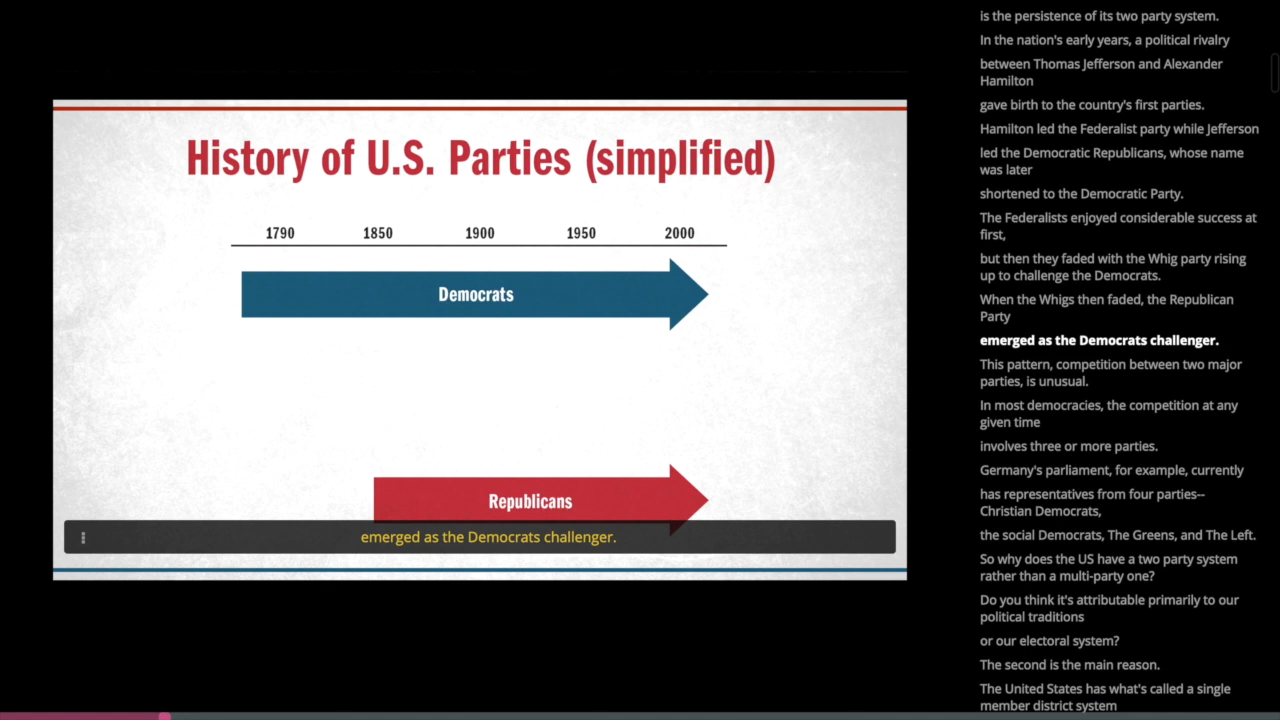 History of U.S. Parties (simplified)
1790 1850 1900 1950 2000
Democrats
Republicans
emerged as the Democrats challenger.
is the persistence of its two party system.
In the nation's early years, a political rivalry
between Thomas Jefferson and Alexander
Hamilton
gave birth to the country's first parties.
Hamilton led the Federalist party while Jefferson
led the Democratic Republicans, whose name
was later
shortened to the Democratic Party.
The Federalists enjoyed considerable success at
first,
but then they faded with the Whig party rising
up to challenge the Democrats.
When the Whigs then faded, the Republican
Party
emerged as the Democrats challenger.
This pattern, competition between two major
parties, is unusual.
In most democracies, the competition at any
given time
involves three or more parties.
Germany's parliament, for example, currently
has representatives from four parties--
Christian Democrats,
the social Democrats, The Greens, and The Left.
So why does the US have a two party system
rather than a multi-party one?
Do you think it's attributable primarily to our
political traditions
or our electoral system?
The second is the main reason.
The United States has what's called a single
member district system